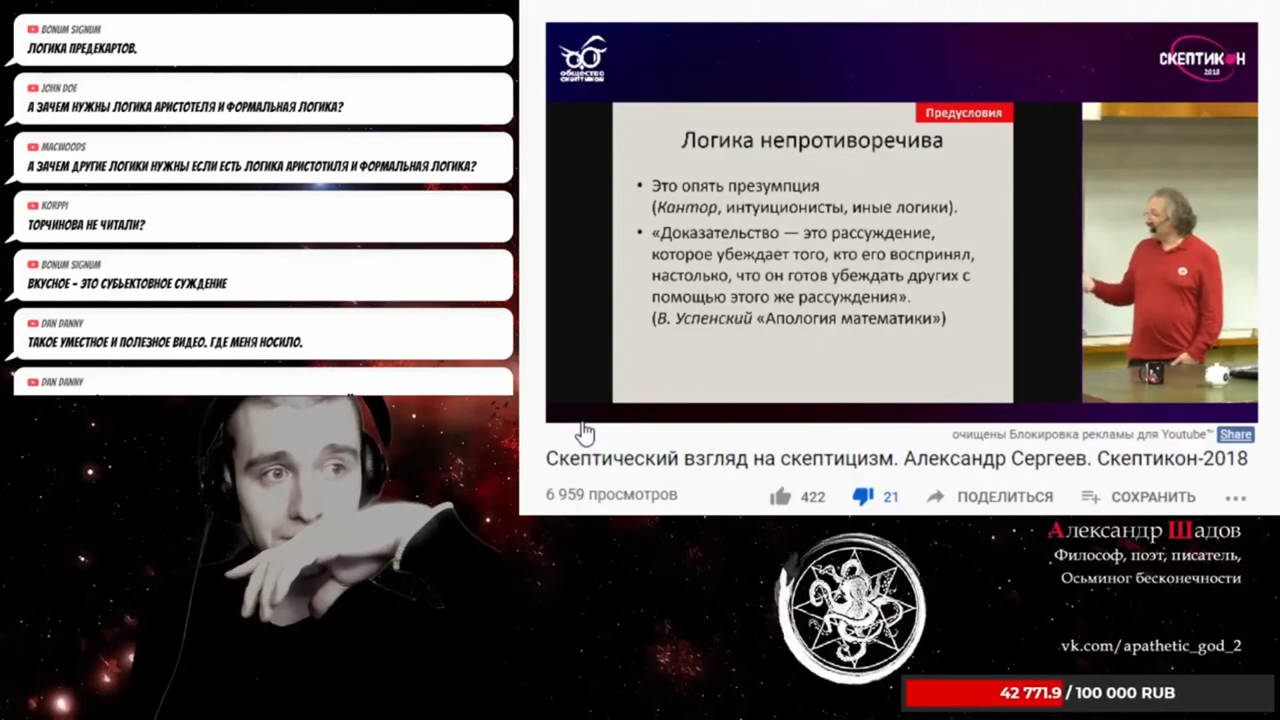 BONUM SIGNUM
ЛОГИКА ПРЕДЕКАРТОВ.
JOHN DOE
А ЗАЧЕМ НУЖНЫ ЛОГИКА АРИСТОТЕЛЯ И ФОРМАЛЬНАЯ ЛОГИКА?
MACWOODS
А ЗАЧЕМ ДРУГИЕ ЛОГИКИ НУЖНЫ ЕСЛИ ЕСТЬ ЛОГИКА АРИСТОТИЛЯ И ФОРМАЛЬНАЯ ЛОГИКА?
KORPPI
ТОРЧИНОВА НЕ ЧИТАЛИ?
BONUM SIGNUM
ВКУСНОЕ - ЭТО СУБЬЕКТОВНОЕ СУЖДЕНИЕ
DAN DANNY
ТАКОЕ УМЕСТНОЕ И ПОЛЕЗНОЕ ВИДЕО. ГДЕ МЕНЯ НОСИЛО.
DAN DANNY
ОБЩЕСТВО
СКЕПТИКОВ
СКЕПТИКОН
2018
Предусловия
Логика непротиворечива
• Это опять презумпция
(Кантор, интуиционисты, иные логики).
• «Доказательство — это рассуждение,
которое убеждает того, кто его воспринял,
настолько, что он готов убеждать других с
помощью этого же рассуждения».
(В. Успенский «Апология математики»)
очищены Блокировка рекламы для Youtube™ Share
Скептический взгляд на скептицизм. Александр Сергеев. Скептикон-2018
6 959 просмотров 422 21 ПОДЕЛИТЬСЯ СОХРАНИТЬ
Александр Шадов
Философ, поэт, писатель,
Осьминог бесконечности
vk.com/apathetic_god_2
42 771.9 / 100 000 RUB